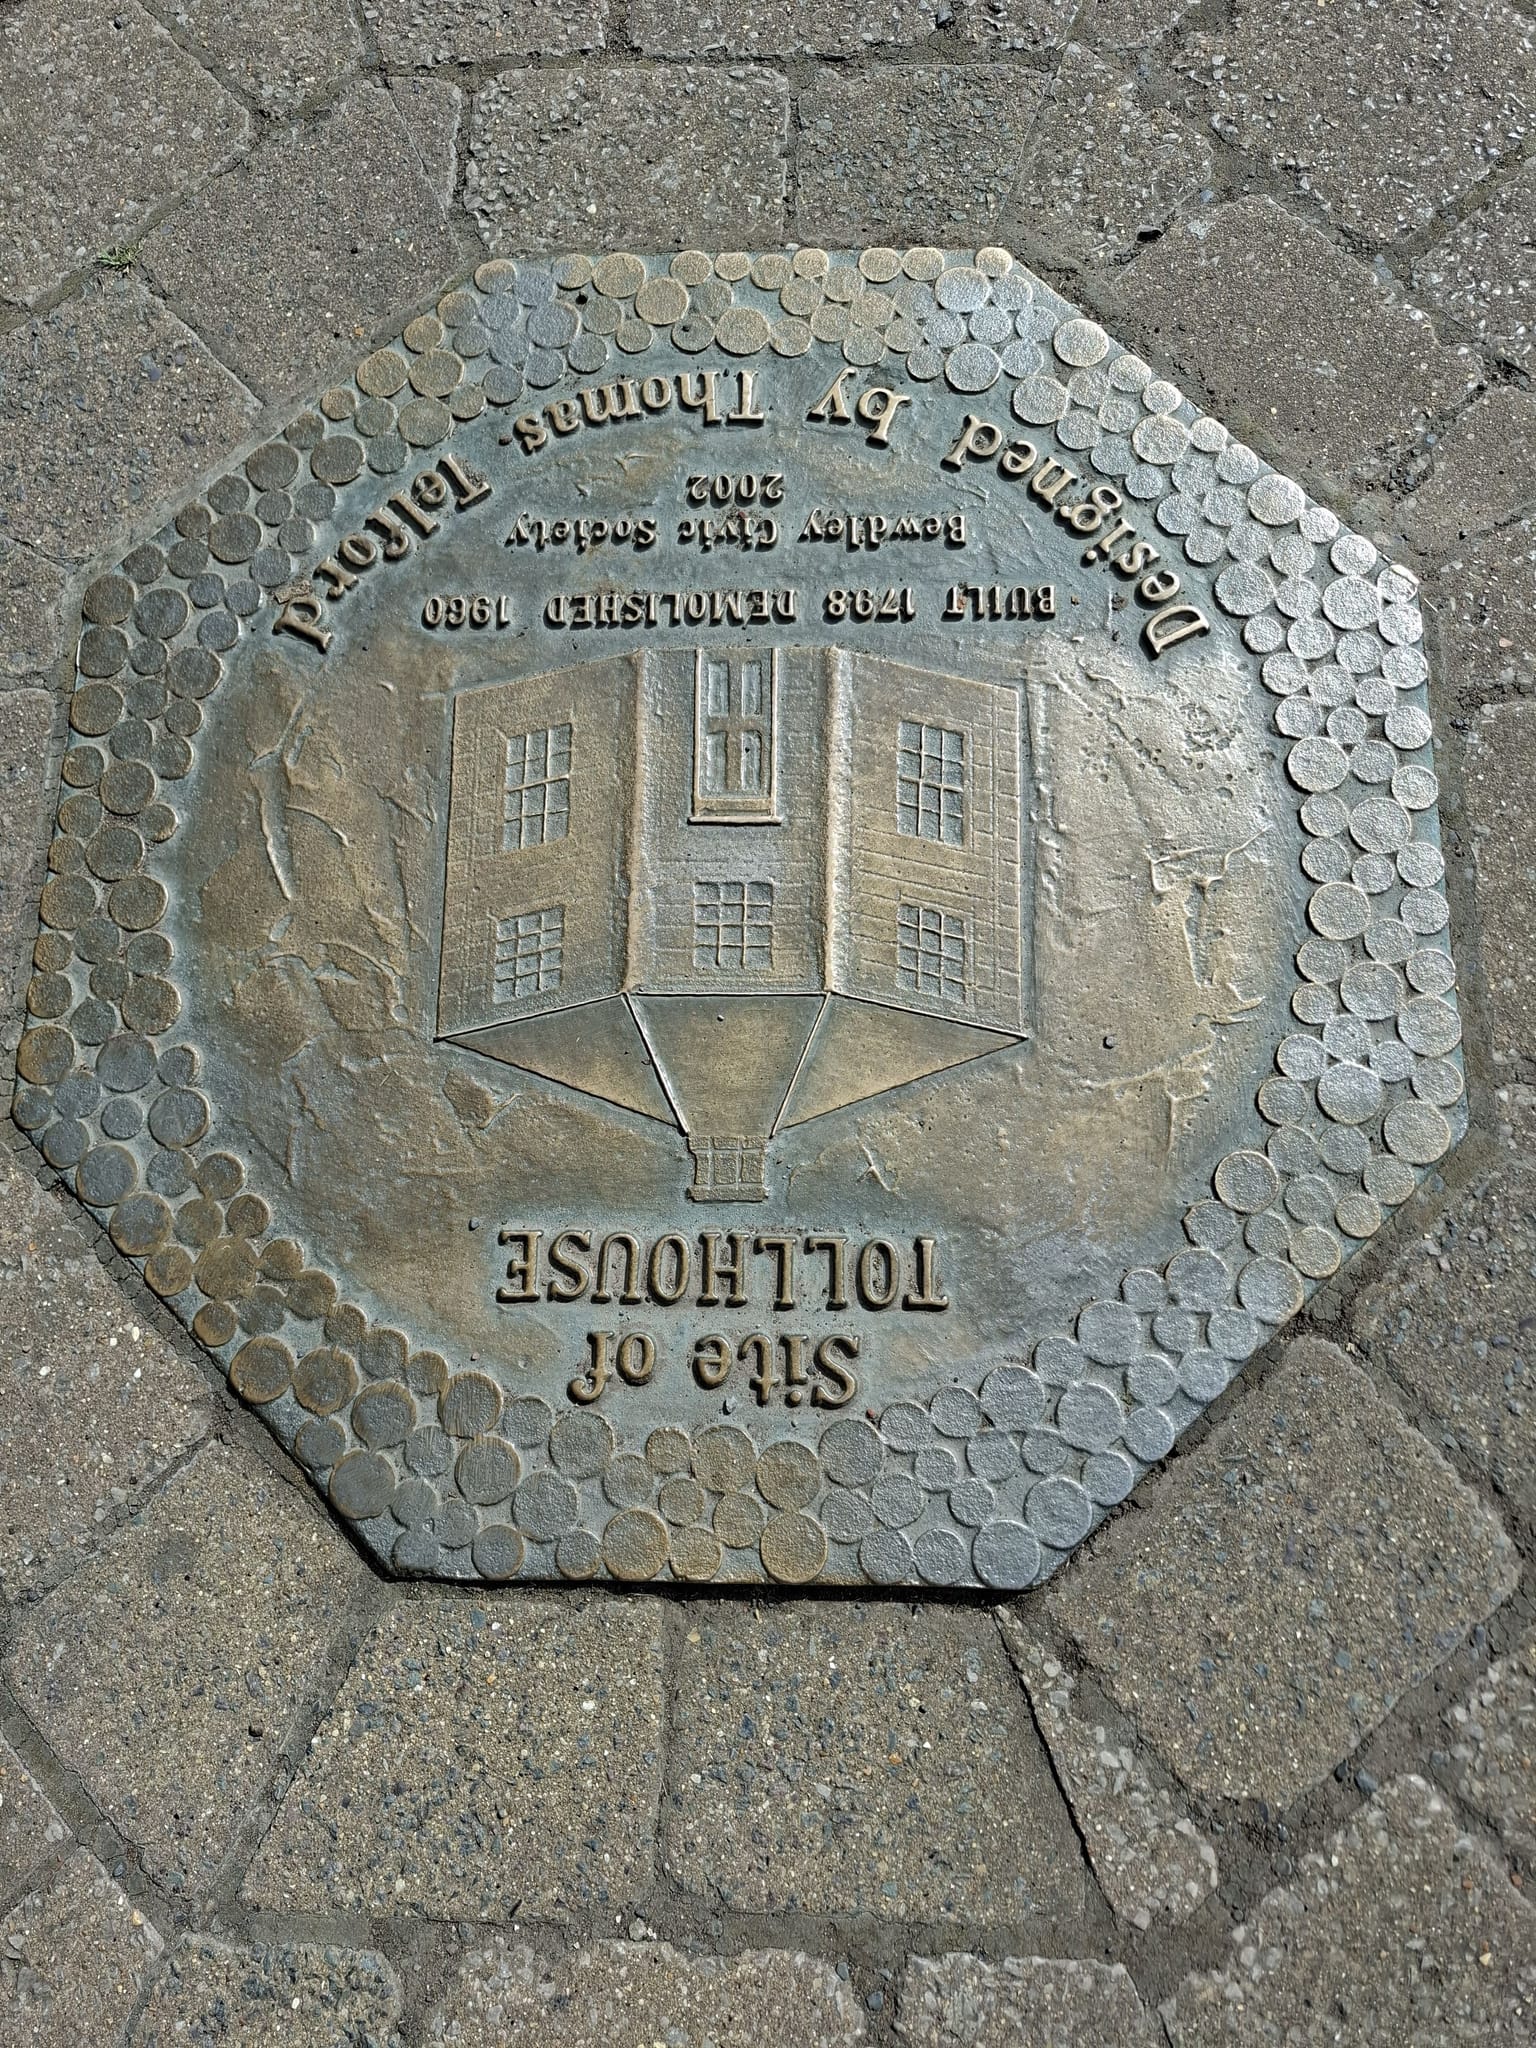 Site of
TOLLHOUSE
BUILT 1798 DEMOLISHED 1960
Bewdley Civic Society
2002
Designed by Thomas Telford